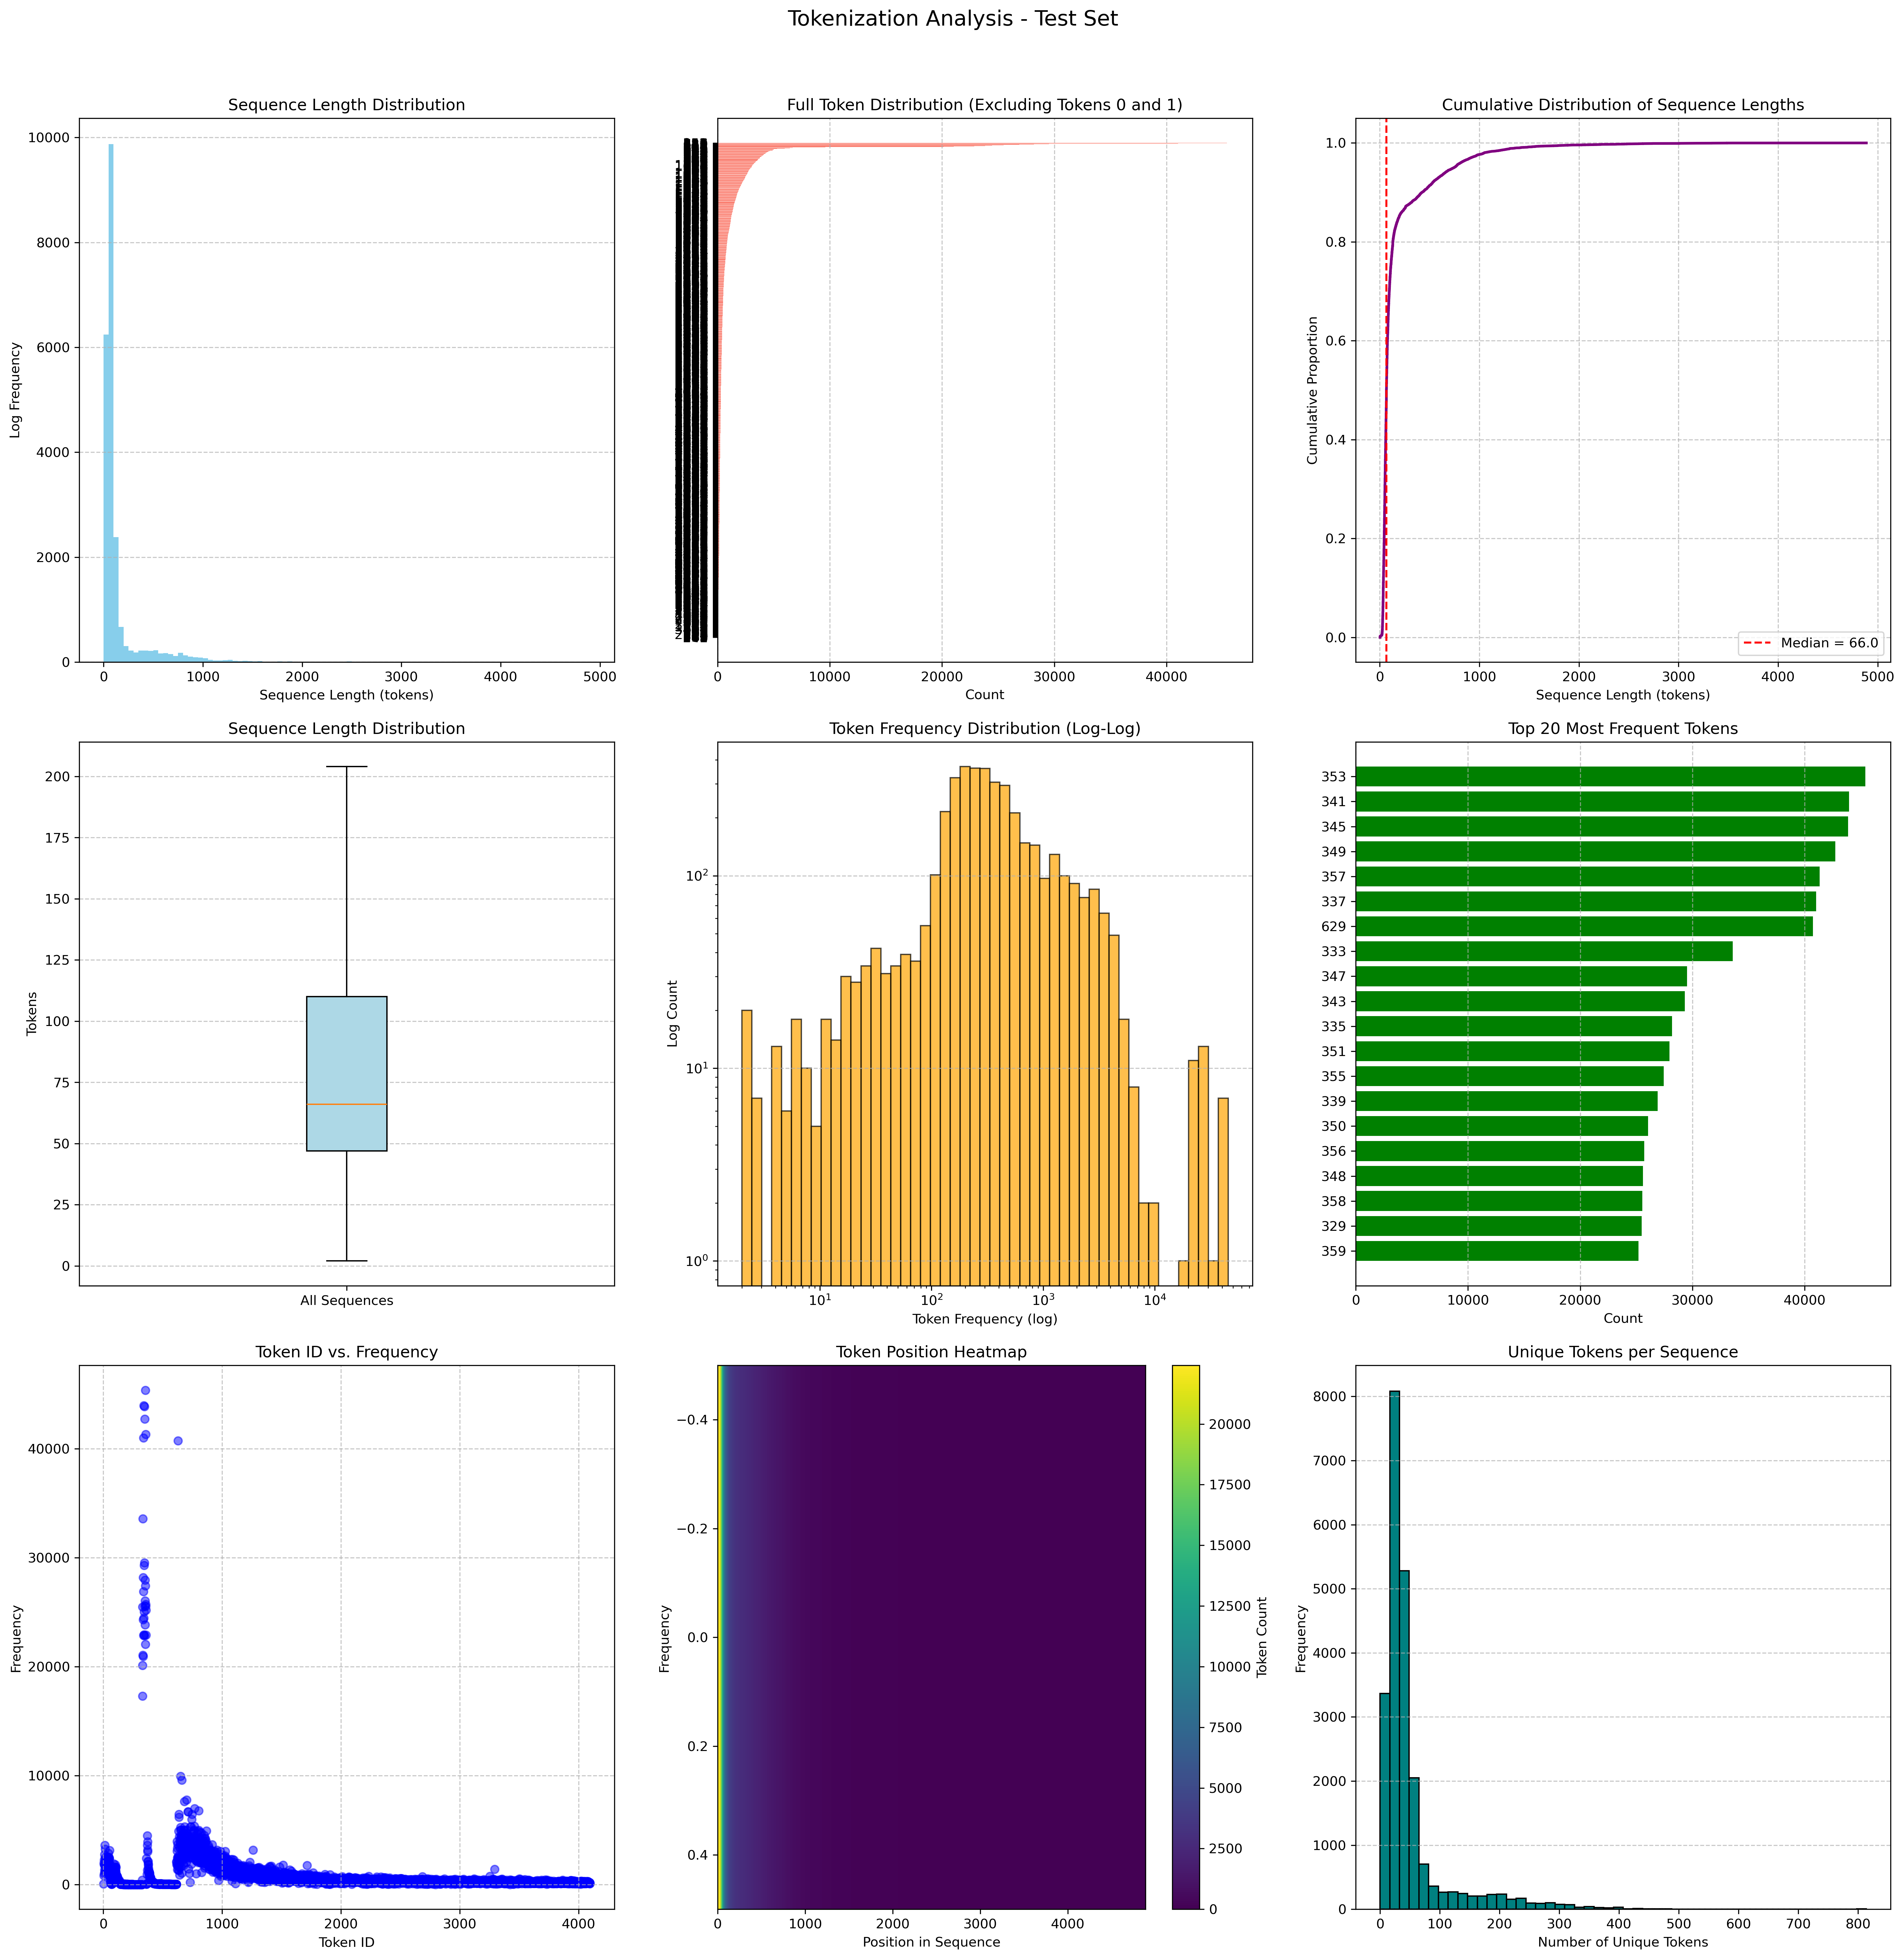 Tokenization Analysis - Test Set
Sequence Length Distribution
Log Frequency
10000
8000
6000
4000
2000
0
0 1000 2000 3000 4000 5000
Sequence Length (tokens)
Full Token Distribution (Excluding Tokens 0 and 1)
0 10000 20000 30000 40000
Count
Cumulative Distribution of Sequence Lengths
Cumulative Proportion
1.0
0.8
0.6
0.4
0.2
0.0
Median = 66.0
0 1000 2000 3000 4000 5000
Sequence Length (tokens)
Sequence Length Distribution
Tokens
200
175
150
125
100
75
50
25
0
All Sequences
Token Frequency Distribution (Log-Log)
Log Count
10²
10¹
10⁰
10¹ 10² 10³ 10⁴
Token Frequency (log)
Top 20 Most Frequent Tokens
353
341
345
349
357
337
629
333
347
343
335
351
355
339
350
356
348
358
329
359
0 10000 20000 30000 40000
Count
Token ID vs. Frequency
Frequency
40000
30000
20000
10000
0
0 1000 2000 3000 4000
Token ID
Token Position Heatmap
Frequency
−0.4
−0.2
0.0
0.2
0.4
0 1000 2000 3000 4000
Position in Sequence
20000
17500
15000
12500
10000
7500
5000
2500
0
Token Count
Unique Tokens per Sequence
Frequency
8000
7000
6000
5000
4000
3000
2000
1000
0
0 100 200 300 400 500 600 700 800
Number of Unique Tokens